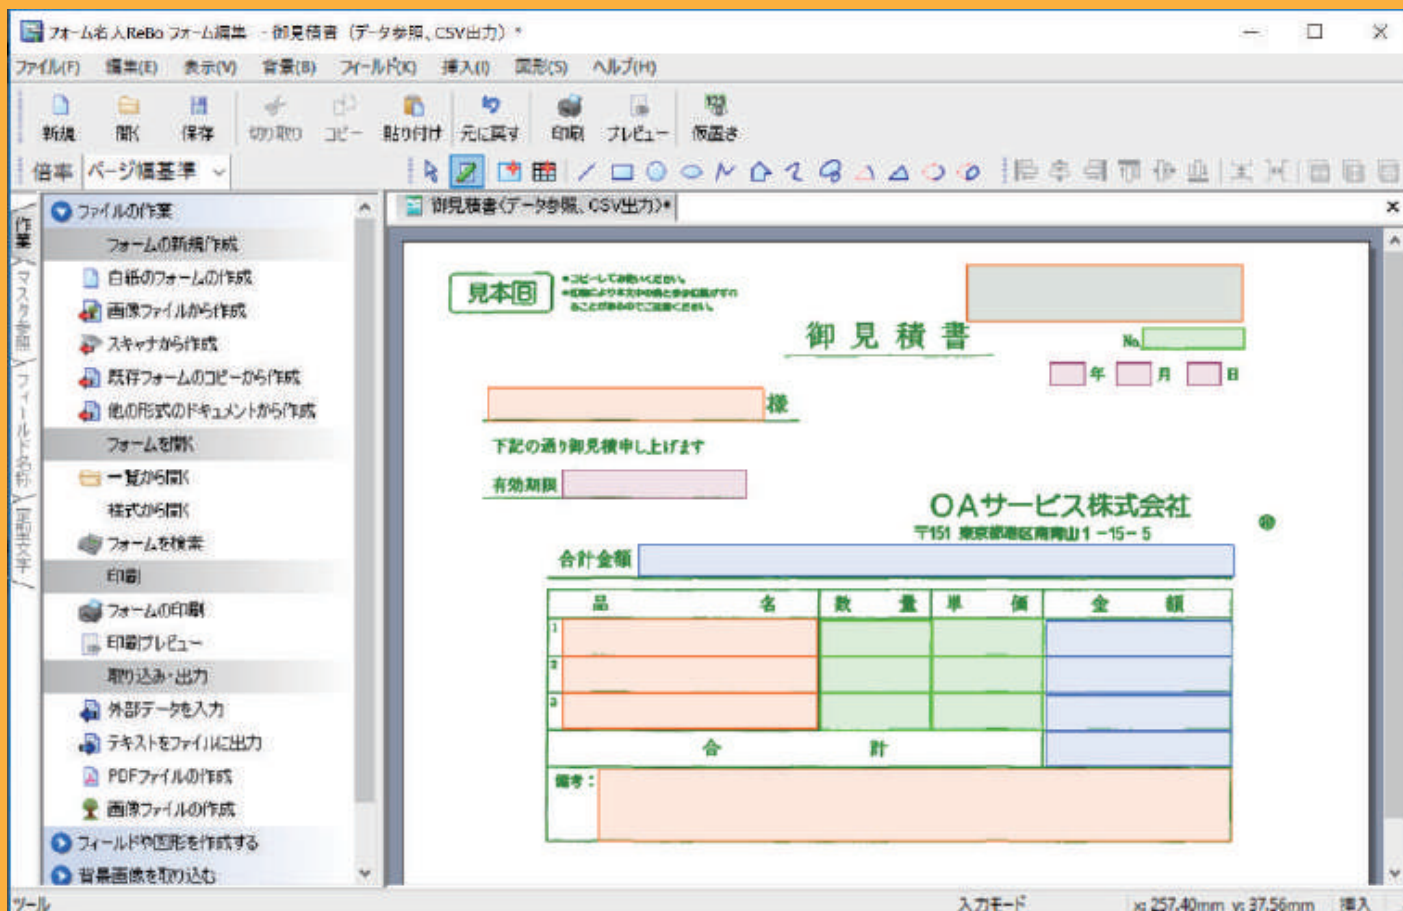 フォーム名人ReBo フォーム編集 - 御見積書 (データ参照、CSV出力) *
ファイル(F) 編集(E) 表示(V) 背景(B) フィールド(K) 挿入(I) 図形(S) ヘルプ(H)
新規 開く 保存 切り取り コピー 貼り付け 元に戻す 印刷 プレビュー 仮置き
倍率 ページ幅基準
作業
マスタ参照
フィールド名称
定型文字
ファイルの作業
フォームの新規作成
白紙のフォームの作成
画像ファイルから作成
スキャナから作成
既存フォームのコピーから作成
他の形式のドキュメントから作成
フォームを開く
一覧から開く
様式から開く
フォームを検索
印刷
フォームの印刷
印刷プレビュー
取り込み・出力
外部データを入力
テキストをファイルに出力
PDFファイルの作成
画像ファイルの作成
フィールドや図形を作成する
背景画像を取り込む
御見積書(データ参照、CSV出力)*
見本B
御見積書
No.
年 月 日
様
下記の通り御見積申し上げます
有効期限
OAサービス株式会社
〒151 東京都港区南青山1-15-5
合計金額
品名 数量 単価 金額
1
2
3
合計
備考:
ツール 入力モード x: 257.40mm y: 37.56mm 挿入